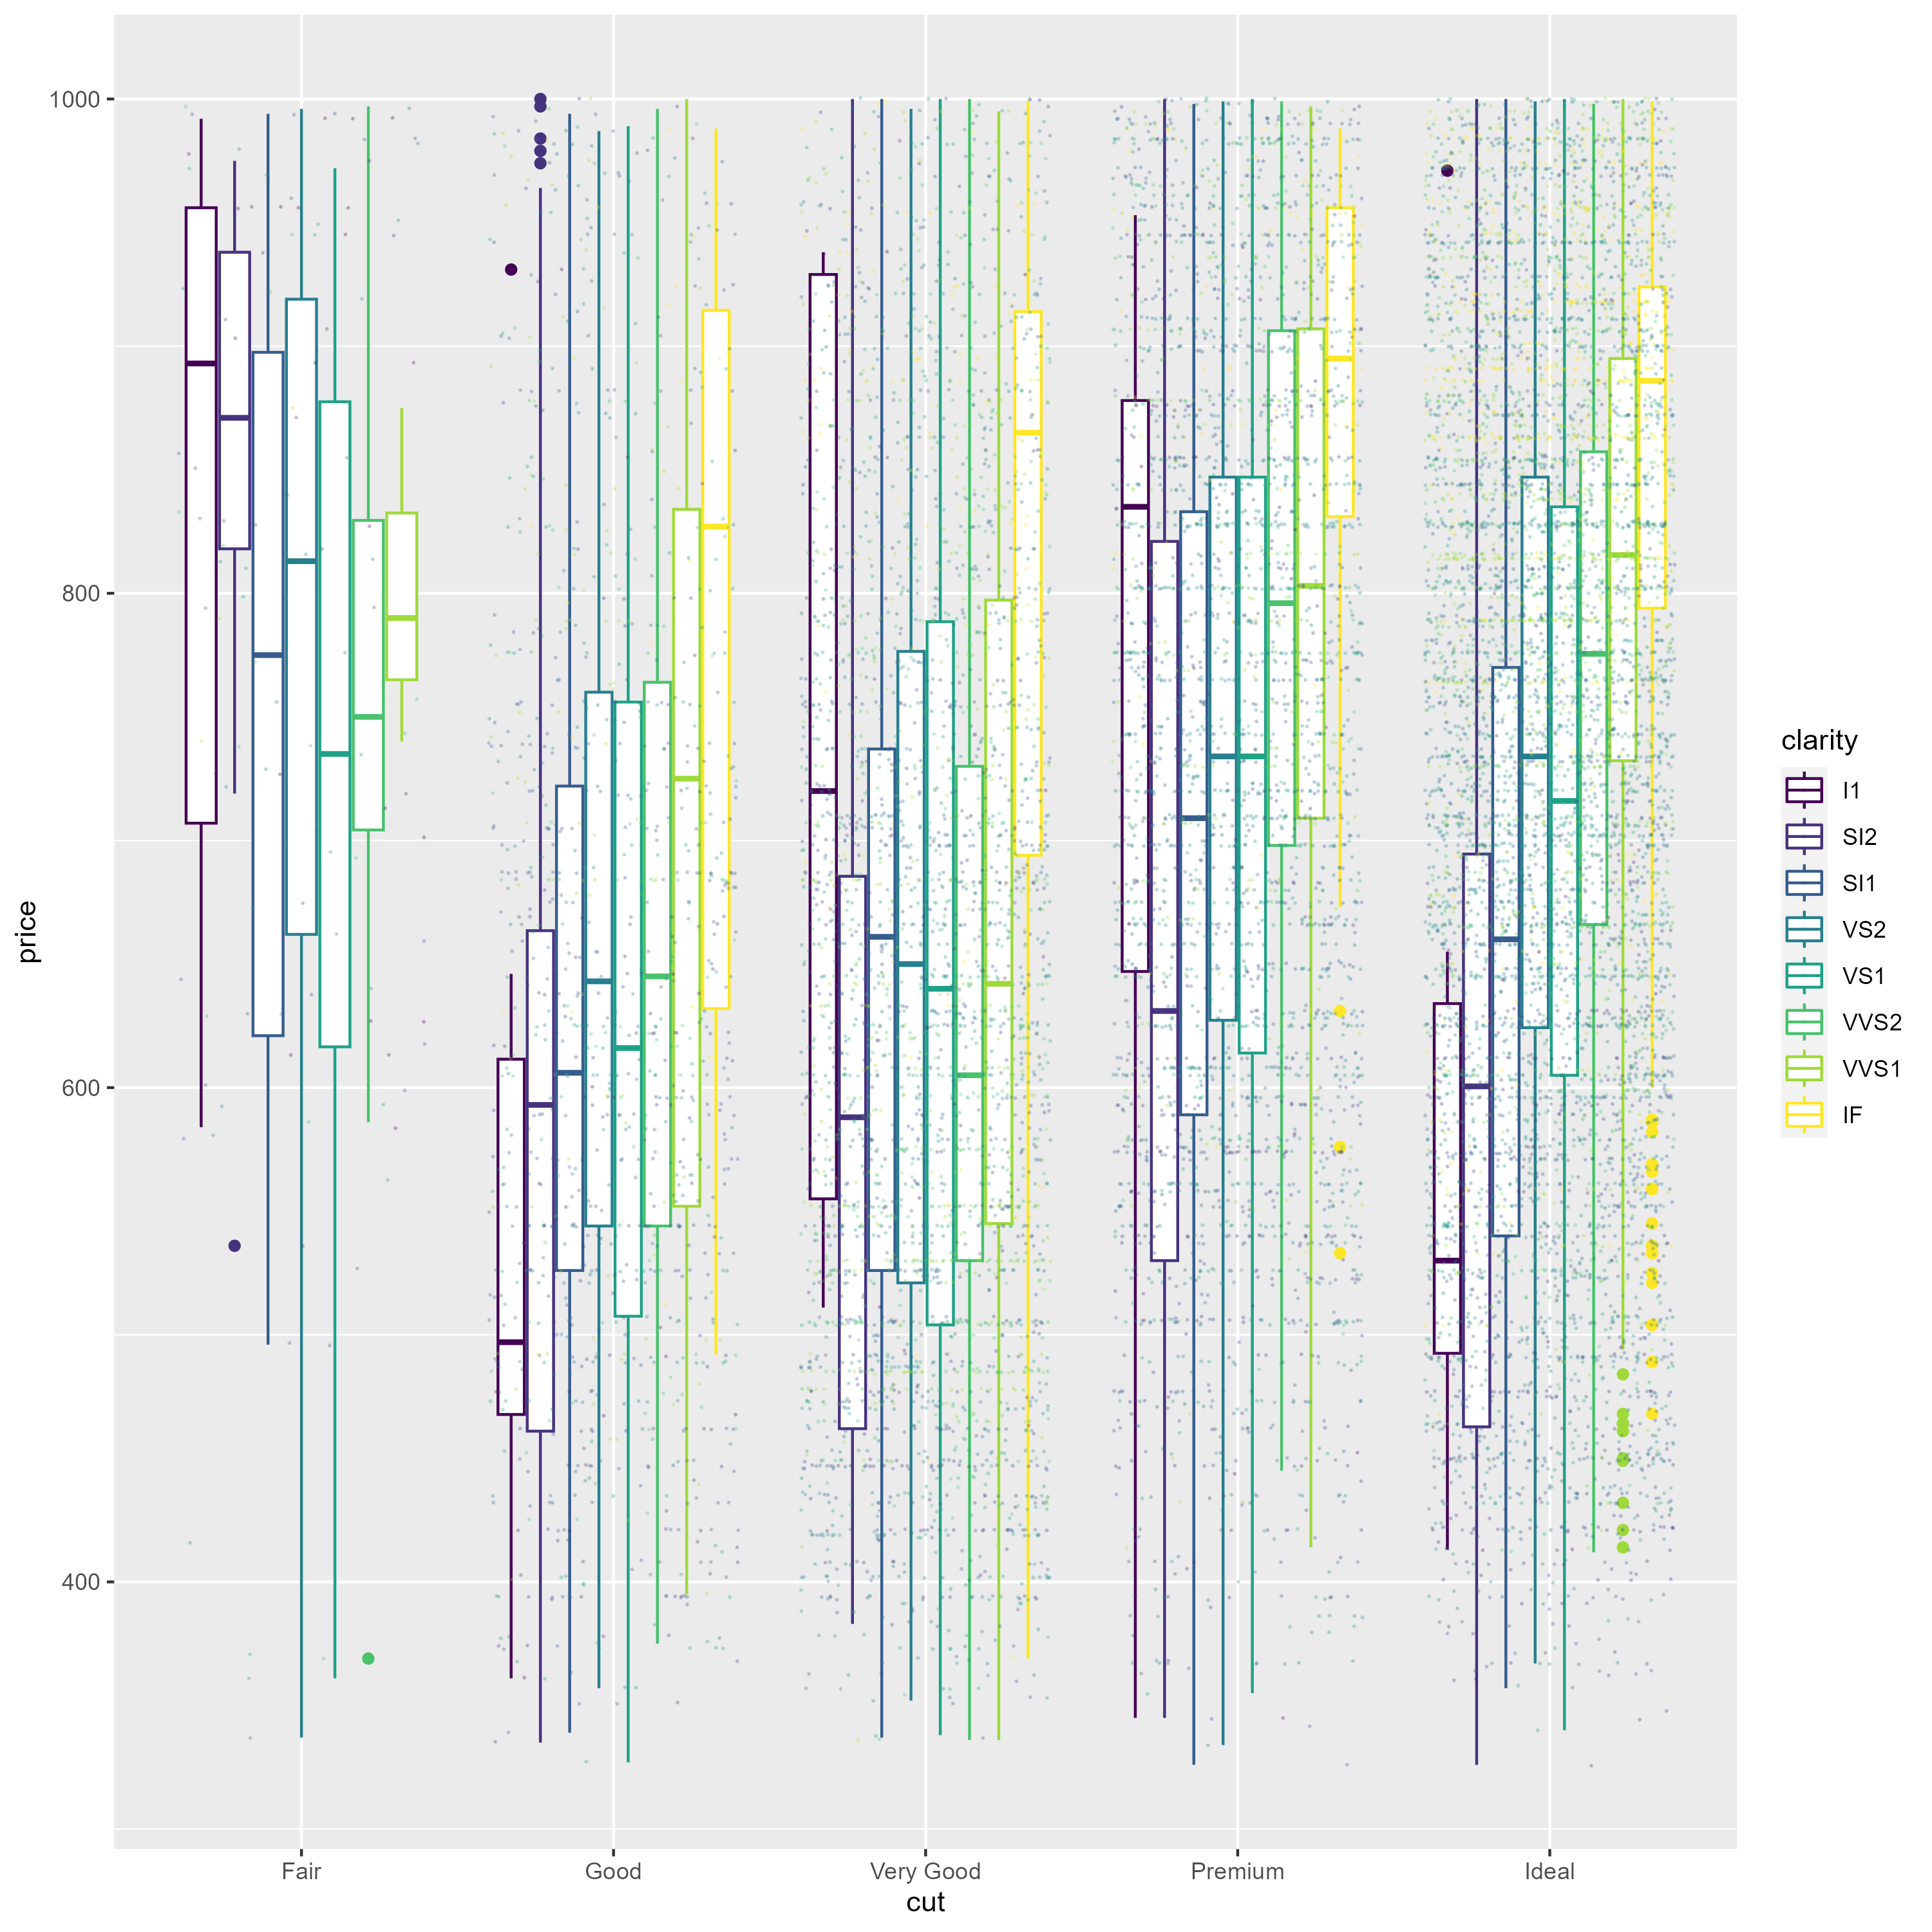 1000
800
600
400
price
Fair Good Very Good Premium Ideal
cut
clarity
I1
SI2
SI1
VS2
VS1
VVS2
VVS1
IF